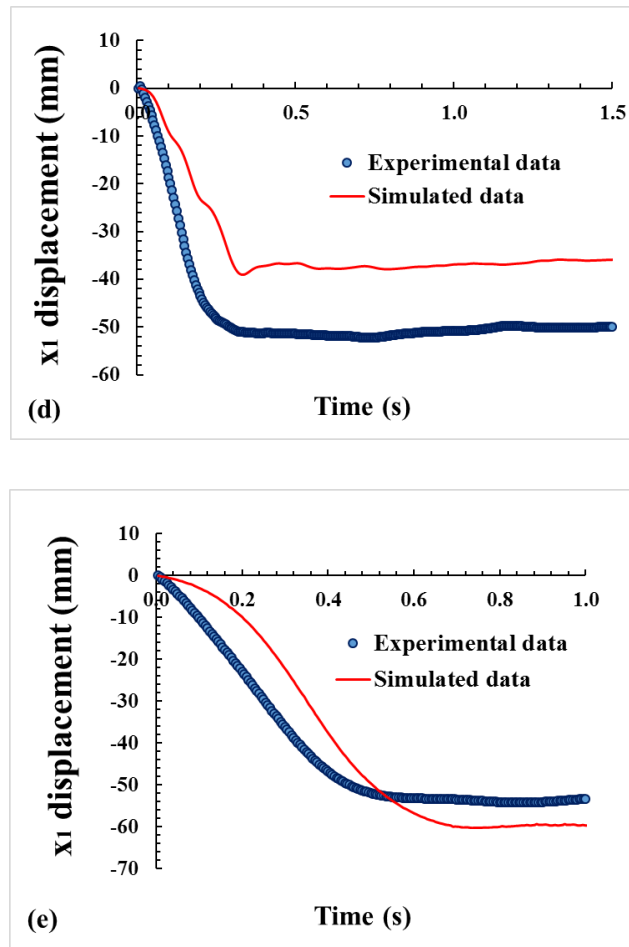 10
0
0.0 0.5 1.0 1.5
-10
Experimental data
-20
Simulated data
-30
-40
-50
-60
x1 displacement (mm)
(d)
Time (s)
10
0
0.0 0.2 0.4 0.6 0.8 1.0
-10
Experimental data
-20
Simulated data
-30
-40
-50
-60
-70
x1 displacement (mm)
(e)
Time (s)